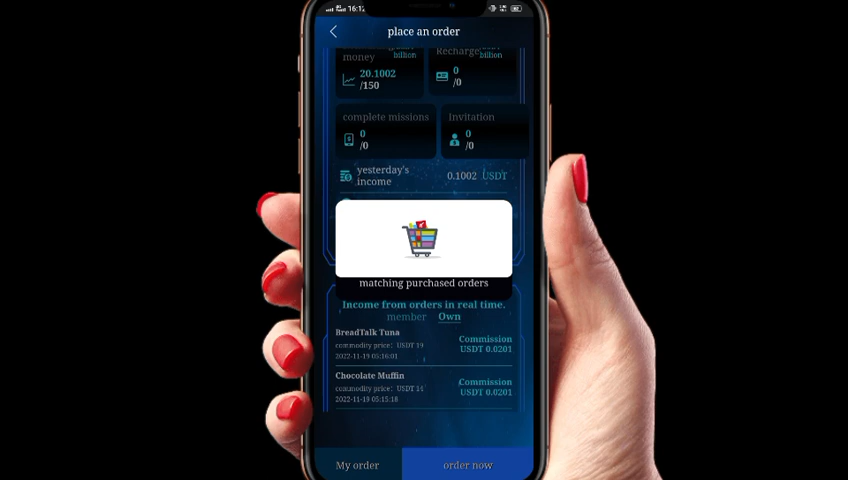 16:12
place an order
money
billion
20.1002
/150
Recharge
billion
0
/0
complete missions
0
/0
Invitation
0
/0
yesterday's
income
0.1002 USDT
matching purchased orders
Income from orders in real time.
member Own
BreadTalk Tuna
commodity price: USDT 19
2022-11-19 05:16:01
Commission
USDT 0.0201
Chocolate Muffin
commodity price: USDT 14
2022-11-19 05:15:18
Commission
USDT 0.0201
My order
order now